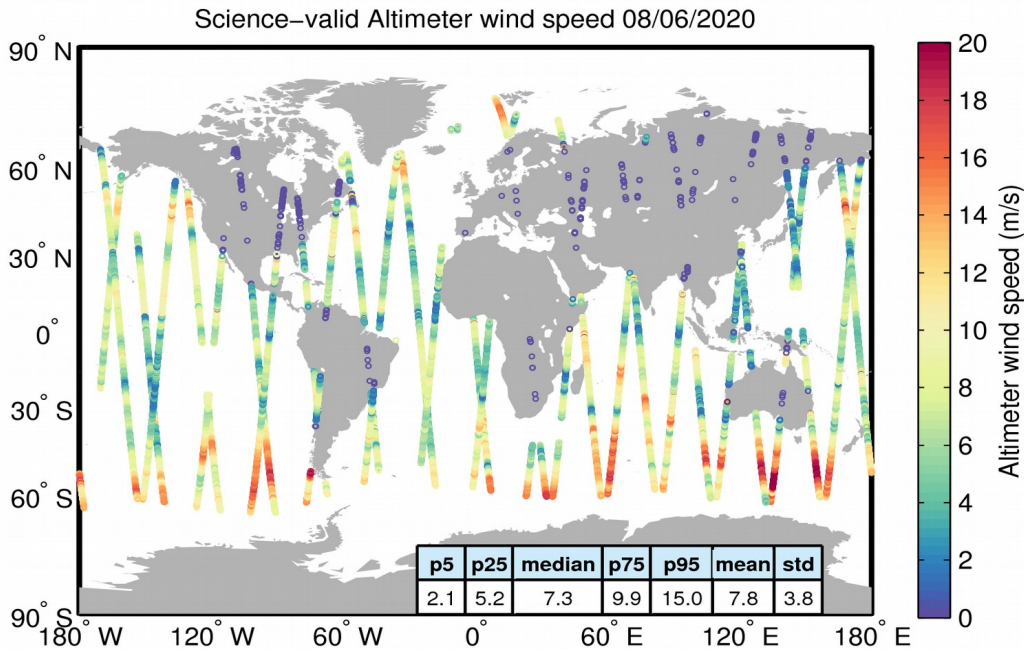 Science−valid Altimeter wind speed 08/06/2020
90° N
60° N
30° N
0°
30° S
60° S
90° S
180° W
120° W
60° W
0°
60° E
120° E
180° E
p5 p25 median p75 p95 mean std
2.1 5.2 7.3 9.9 15.0 7.8 3.8
20
18
16
14
12
10
8
6
4
2
0
Altimeter wind speed (m/s)